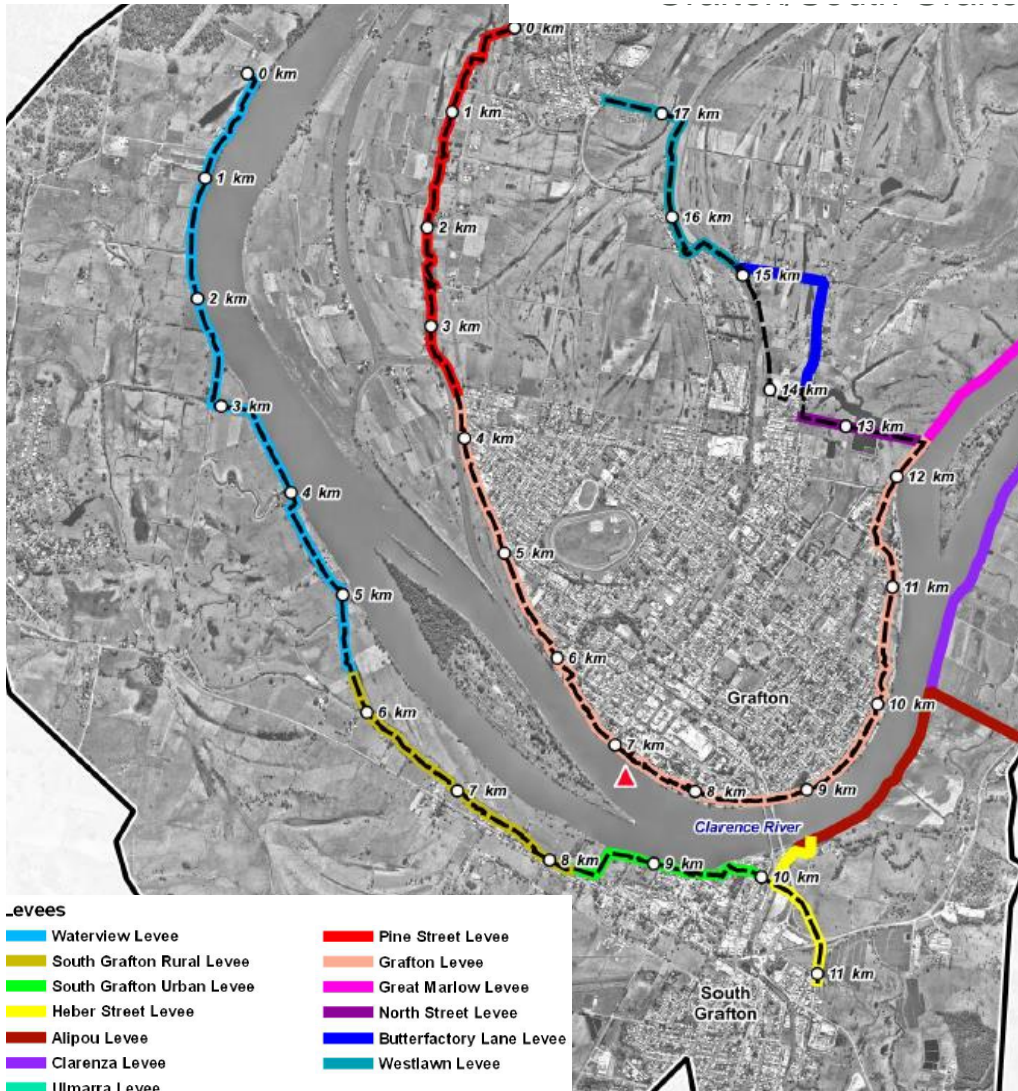 0 km
0 km
1 km
17 km
1 km
16 km
2 km
15 km
2 km
3 km
14 km
3 km
13 km
4 km
12 km
4 km
5 km
11 km
5 km
6 km
Grafton
10 km
6 km
7 km
7 km
8 km
9 km
Clarence River
8 km
9 km
10 km
11 km
South
Grafton
Levees
Waterview Levee
South Grafton Rural Levee
South Grafton Urban Levee
Heber Street Levee
Alipou Levee
Clarenza Levee
Ulmarra Levee
Pine Street Levee
Grafton Levee
Great Marlow Levee
North Street Levee
Butterfactory Lane Levee
Westlawn Levee